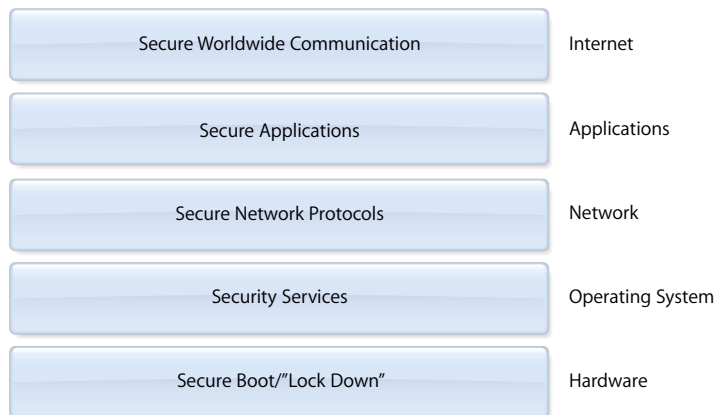 Secure Worldwide Communication Internet
Secure Applications Applications
Secure Network Protocols Network
Security Services Operating System
Secure Boot/”Lock Down” Hardware